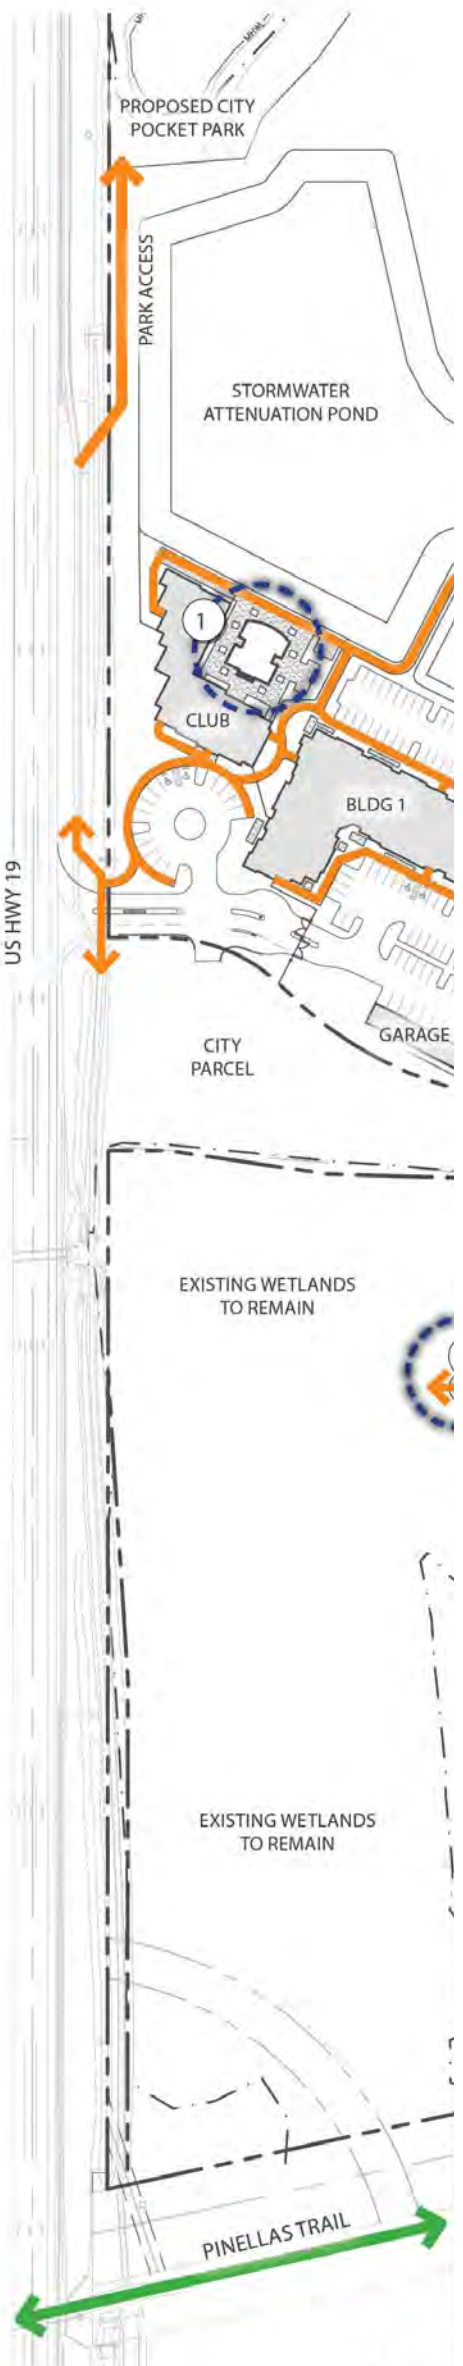 MHWL
PROPOSED CITY
POCKET PARK
PARK ACCESS
STORMWATER
ATTENUATION POND
1
CLUB
BLDG 1
US HWY 19
GARAGE
CITY
PARCEL
EXISTING WETLANDS
TO REMAIN
EXISTING WETLANDS
TO REMAIN
PINELLAS TRAIL